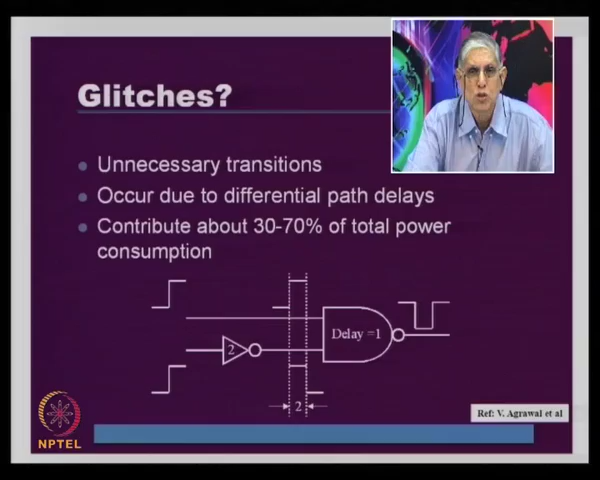 Glitches?
Unnecessary transitions
Occur due to differential path delays
Contribute about 30-70% of total power
consumption
Delay =1
2
2
Ref: V. Agrawal et al
NPTEL